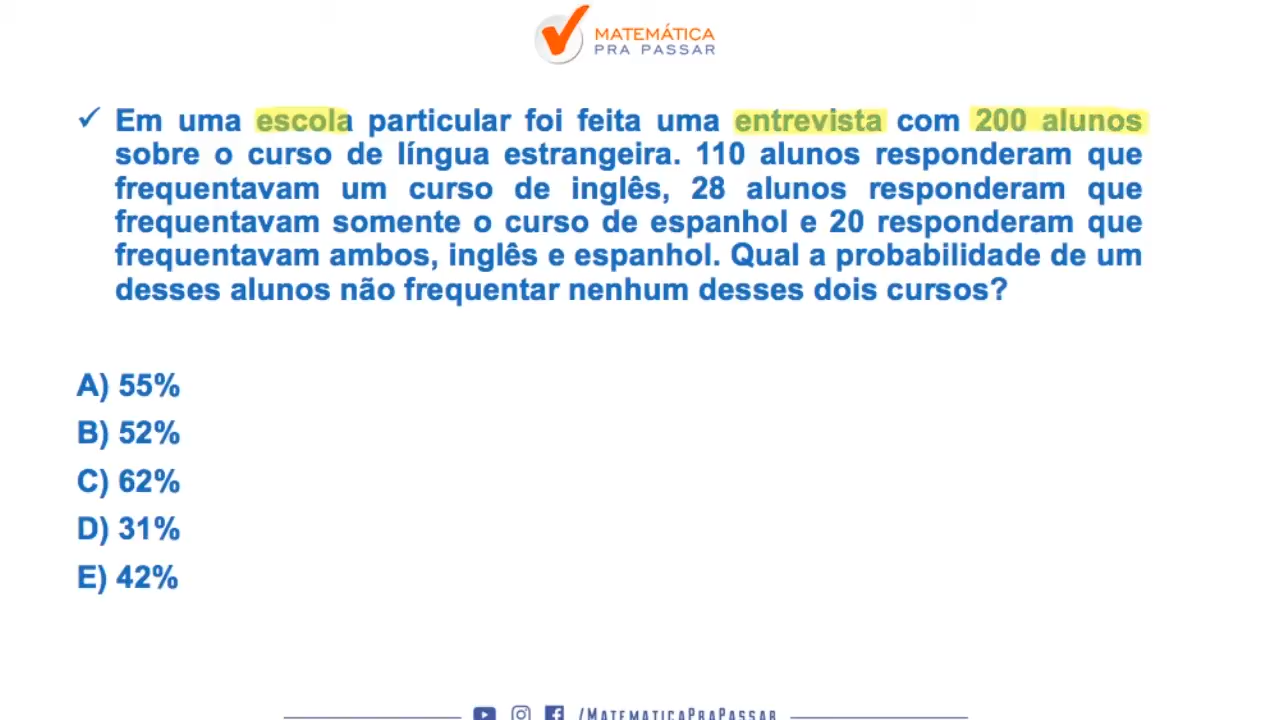 MATEMÁTICA
PRA PASSAR
✓ Em uma escola particular foi feita uma entrevista com 200 alunos
sobre o curso de língua estrangeira. 110 alunos responderam que
frequentavam um curso de inglês, 28 alunos responderam que
frequentavam somente o curso de espanhol e 20 responderam que
frequentavam ambos, inglês e espanhol. Qual a probabilidade de um
desses alunos não frequentar nenhum desses dois cursos?
A) 55%
B) 52%
C) 62%
D) 31%
E) 42%
/MATEMATICAPRAPASSAR